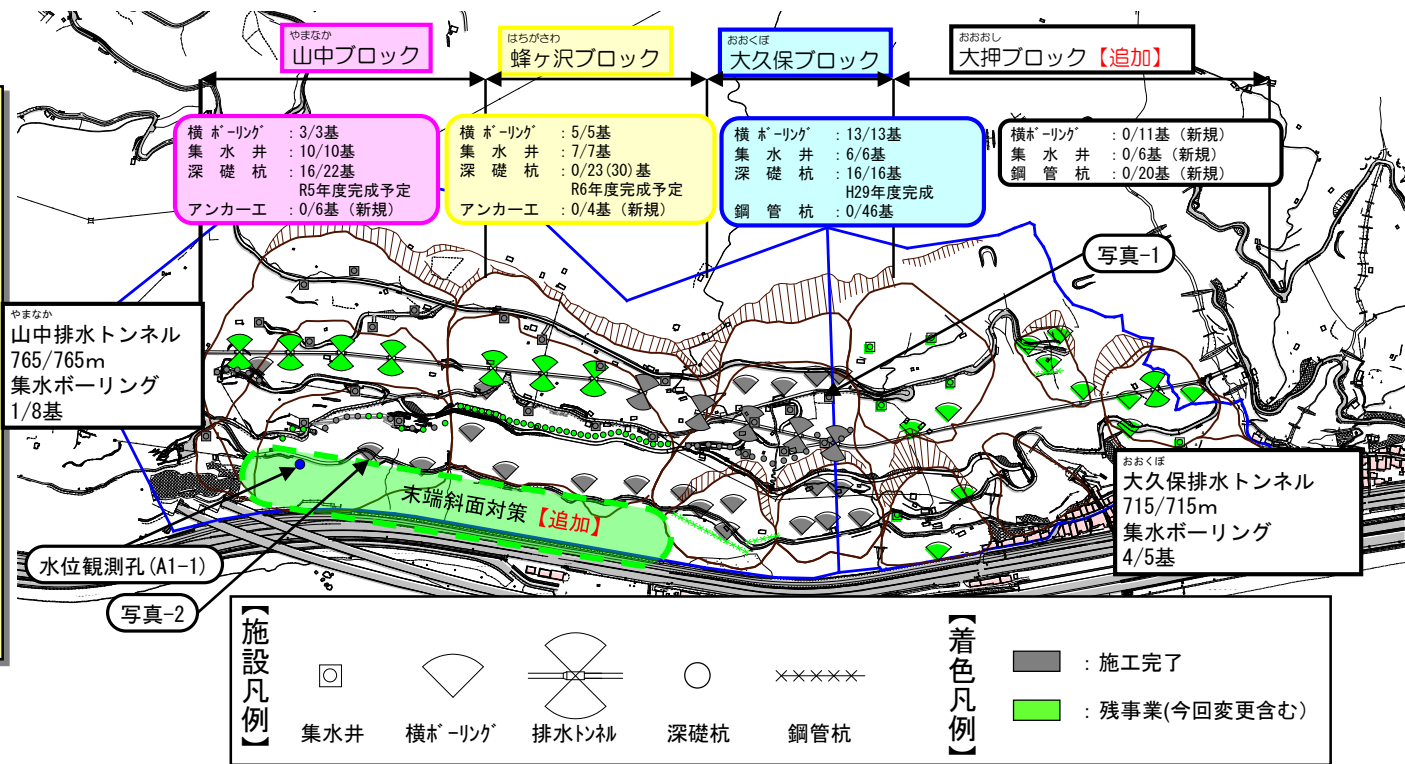 やまなか
山中ブロック
はちがさわ
蜂ヶ沢ブロック
おおくぼ
大久保ブロック
おおおし
大押ブロック【追加】
横ボーリング : 3/3基
集水井 : 10/10基
深礎杭 : 16/22基
R5年度完成予定
アンカー工 : 0/6基(新規)
横ボーリング : 5/5基
集水井 : 7/7基
深礎杭 : 0/23(30)基
R6年度完成予定
アンカー工 : 0/4基(新規)
横ボーリング : 13/13基
集水井 : 6/6基
深礎杭 : 16/16基
H29年度完成
鋼管杭 : 0/46基
横ボーリング : 0/11基(新規)
集水井 : 0/6基(新規)
鋼管杭 : 0/20基(新規)
写真-1
やまなか
山中排水トンネル
765/765m
集水ボーリング
1/8基
末端斜面対策【追加】
おおくぼ
大久保排水トンネル
715/715m
集水ボーリング
4/5基
水位観測孔(A1-1)
写真-2
【施設凡例】
集水井
横ボーリング
排水トンネル
深礎杭
鋼管杭
【着色凡例】
:施工完了
:残事業(今回変更含む)